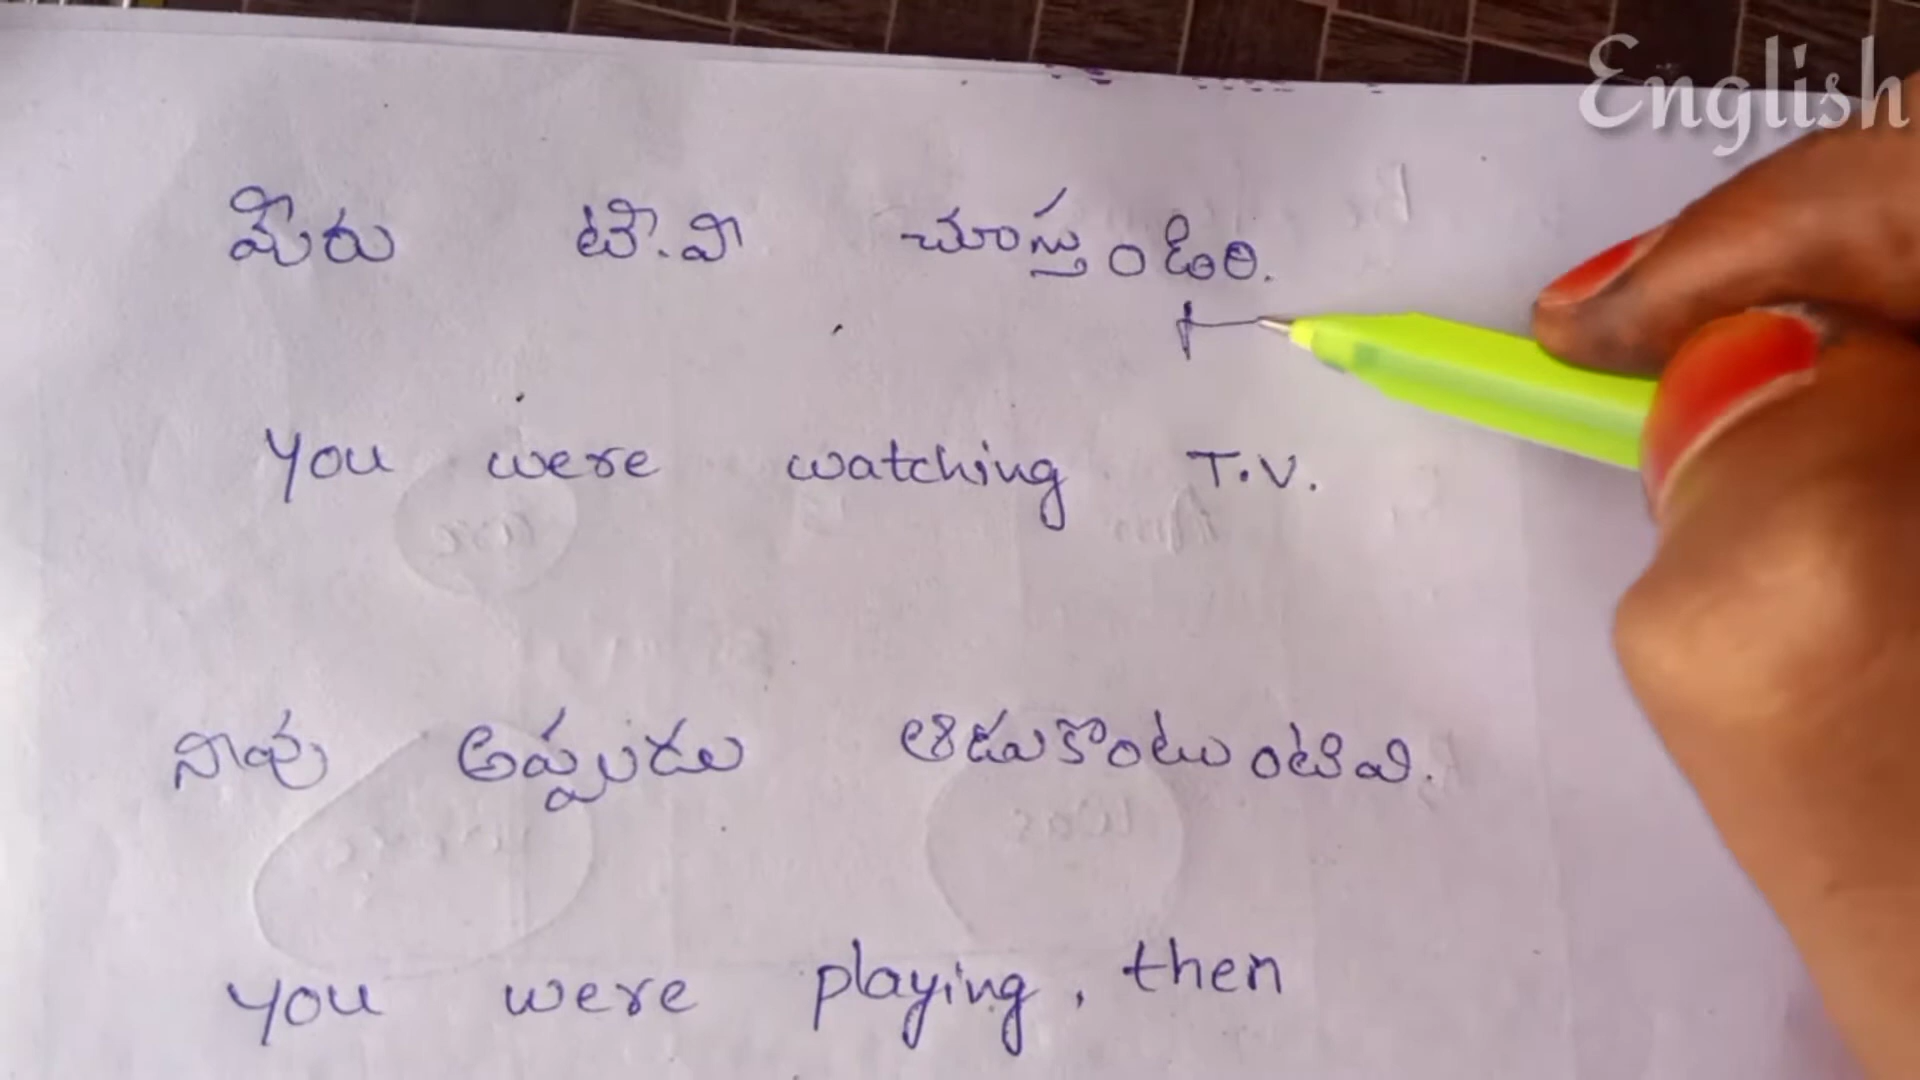 English
మీరు టీ.వి చూస్తుండిరి.
You were watching T.V.
నీవు అప్పుడు ఆడుకొంటుంటివి.
you were playing, then